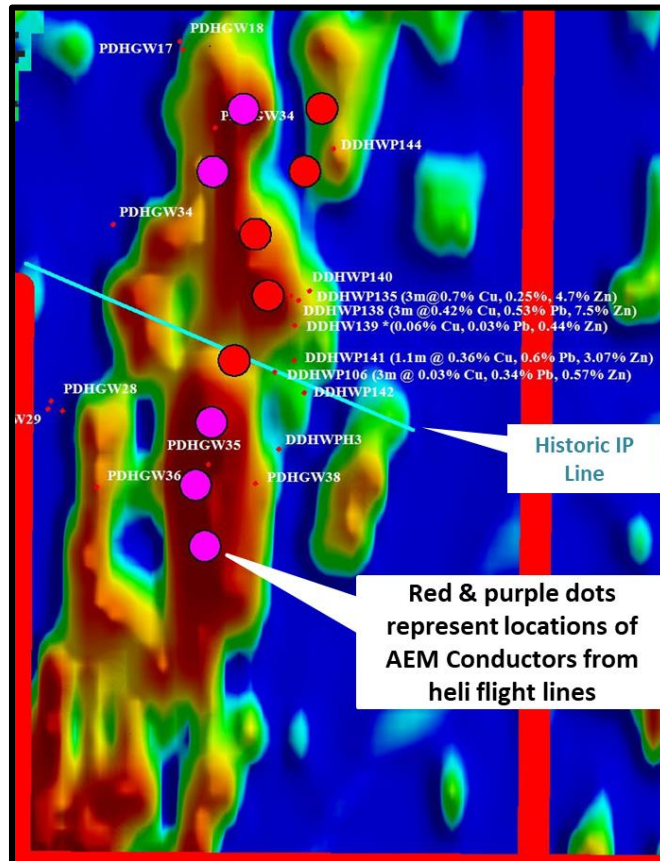 PDHGW18
PDHGW17
PDHGW34
DDHWP144
PDHGW34
DDHWP140
DDHWP135 (3m@0.7% Cu, 0.25%, 4.7% Zn)
DDHWP138 (3m @0.42% Cu, 0.53% Pb, 7.5% Zn)
DDHW139 *(0.06% Cu, 0.03% Pb, 0.44% Zn)
DDHWP141 (1.1m @ 0.36% Cu, 0.6% Pb, 3.07% Zn)
DDHWP106 (3m @ 0.03% Cu, 0.34% Pb, 0.57% Zn)
DDHWP142
PDHGW28
DDHWPH3
PDHGW35
PDHGW36
PDHGW38
Historic IP
Line
Red & purple dots
represent locations of
AEM Conductors from
heli flight lines